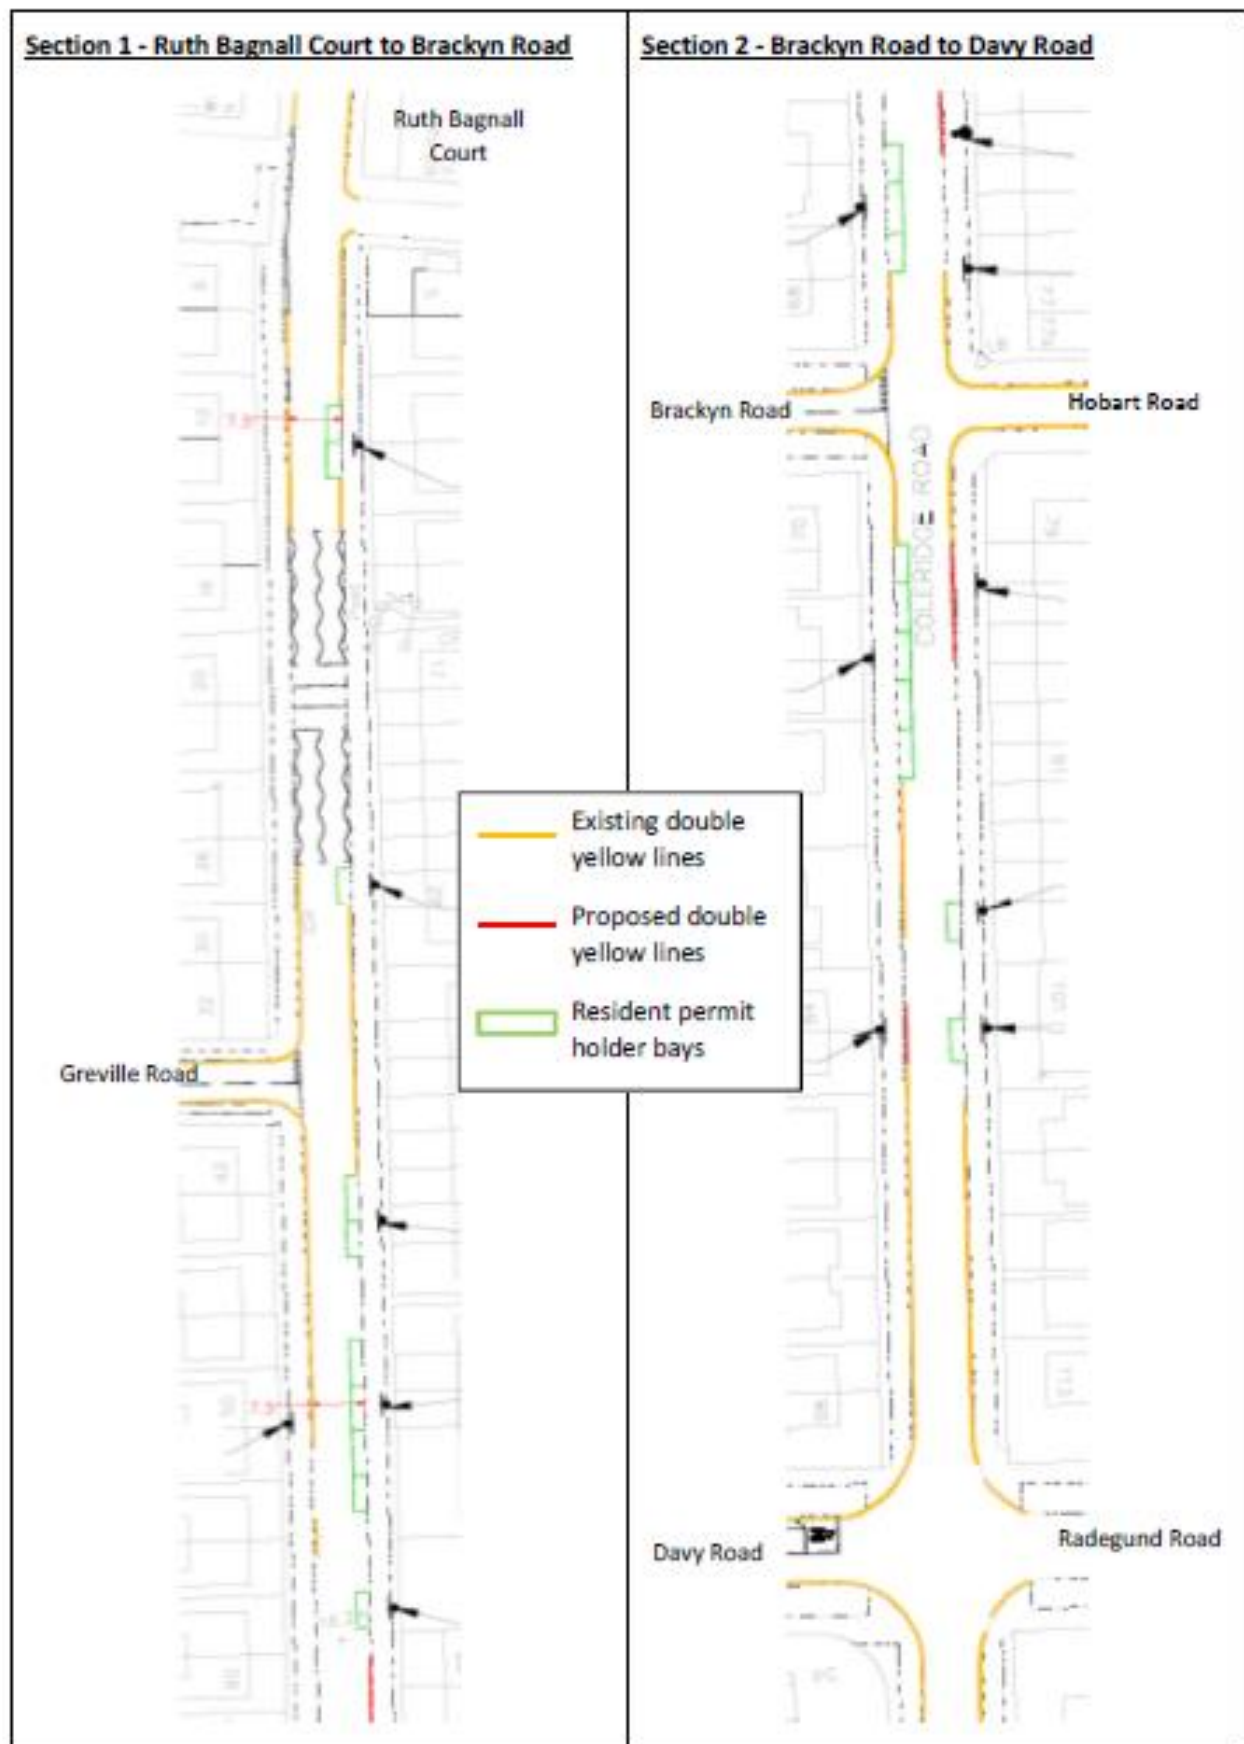 Section 1 - Ruth Bagnall Court to Brackyn Road
Ruth Bagnall
Court
Greville Road
Section 2 - Brackyn Road to Davy Road
Brackyn Road
Hobart Road
COLERIDGE ROAD
Davy Road
Radegund Road
Existing double
yellow lines
Proposed double
yellow lines
Resident permit
holder bays